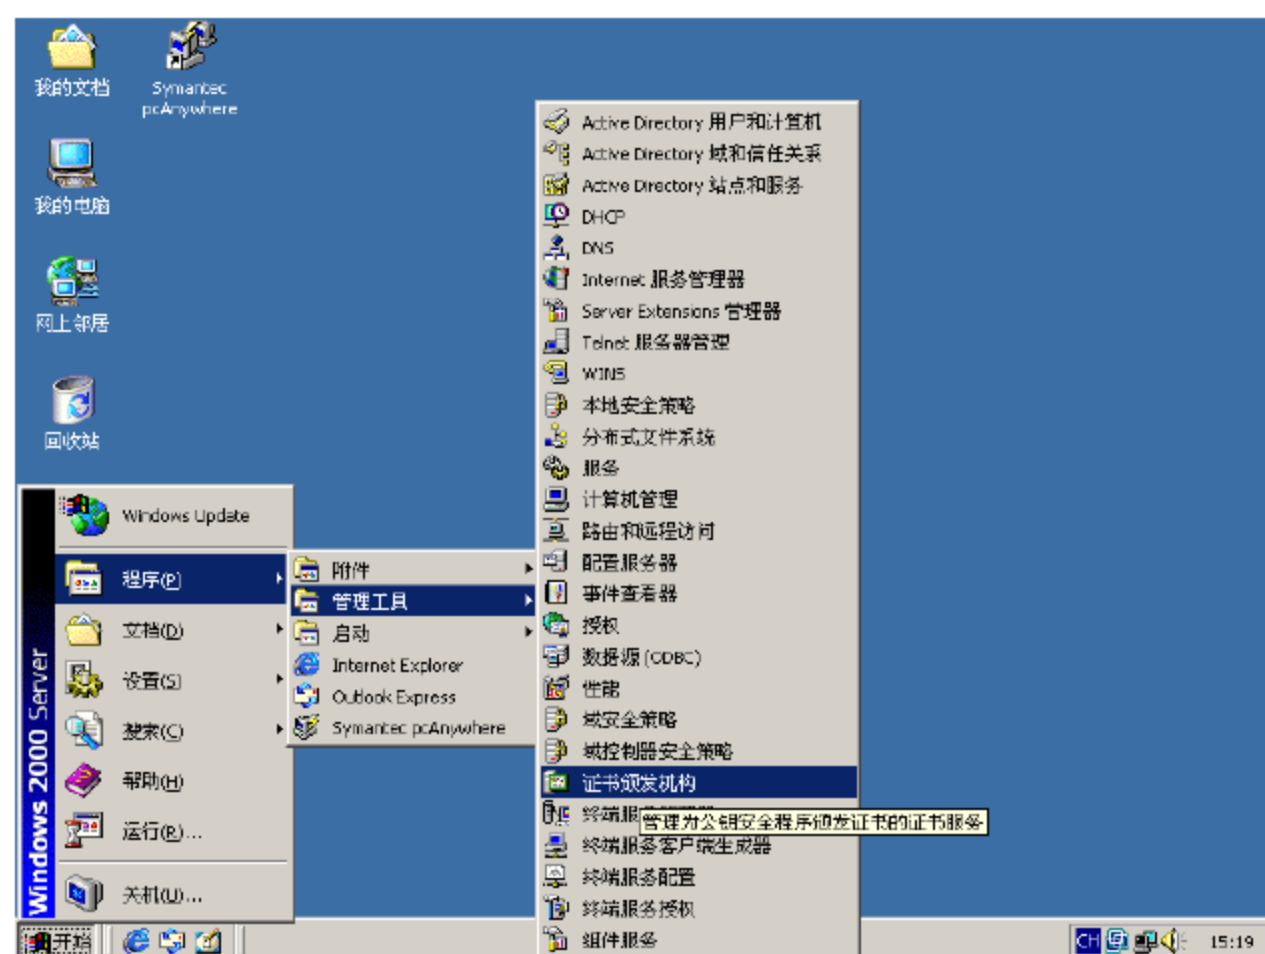 我的文档
Symantec
pcAnywhere
我的电脑
网上邻居
回收站
Windows 2000 Server
Windows Update
程序(P)
文档(D)
设置(S)
搜索(C)
帮助(H)
运行(R)...
关机(U)...
附件
管理工具
启动
Internet Explorer
Outlook Express
Symantec pcAnywhere
Active Directory 用户和计算机
Active Directory 域和信任关系
Active Directory 站点和服务
DHCP
DNS
Internet 服务管理器
Server Extensions 管理器
Telnet 服务器管理
WINS
本地安全策略
分布式文件系统
服务
计算机管理
路由和远程访问
配置服务器
事件查看器
授权
数据源 (ODBC)
性能
域安全策略
域控制器安全策略
证书颁发机构
终端服
管理为公钥安全程序颁发证书的证书服务
终端服务客户端生成器
终端服务配置
终端服务授权
组件服务
开始
CH
15:19